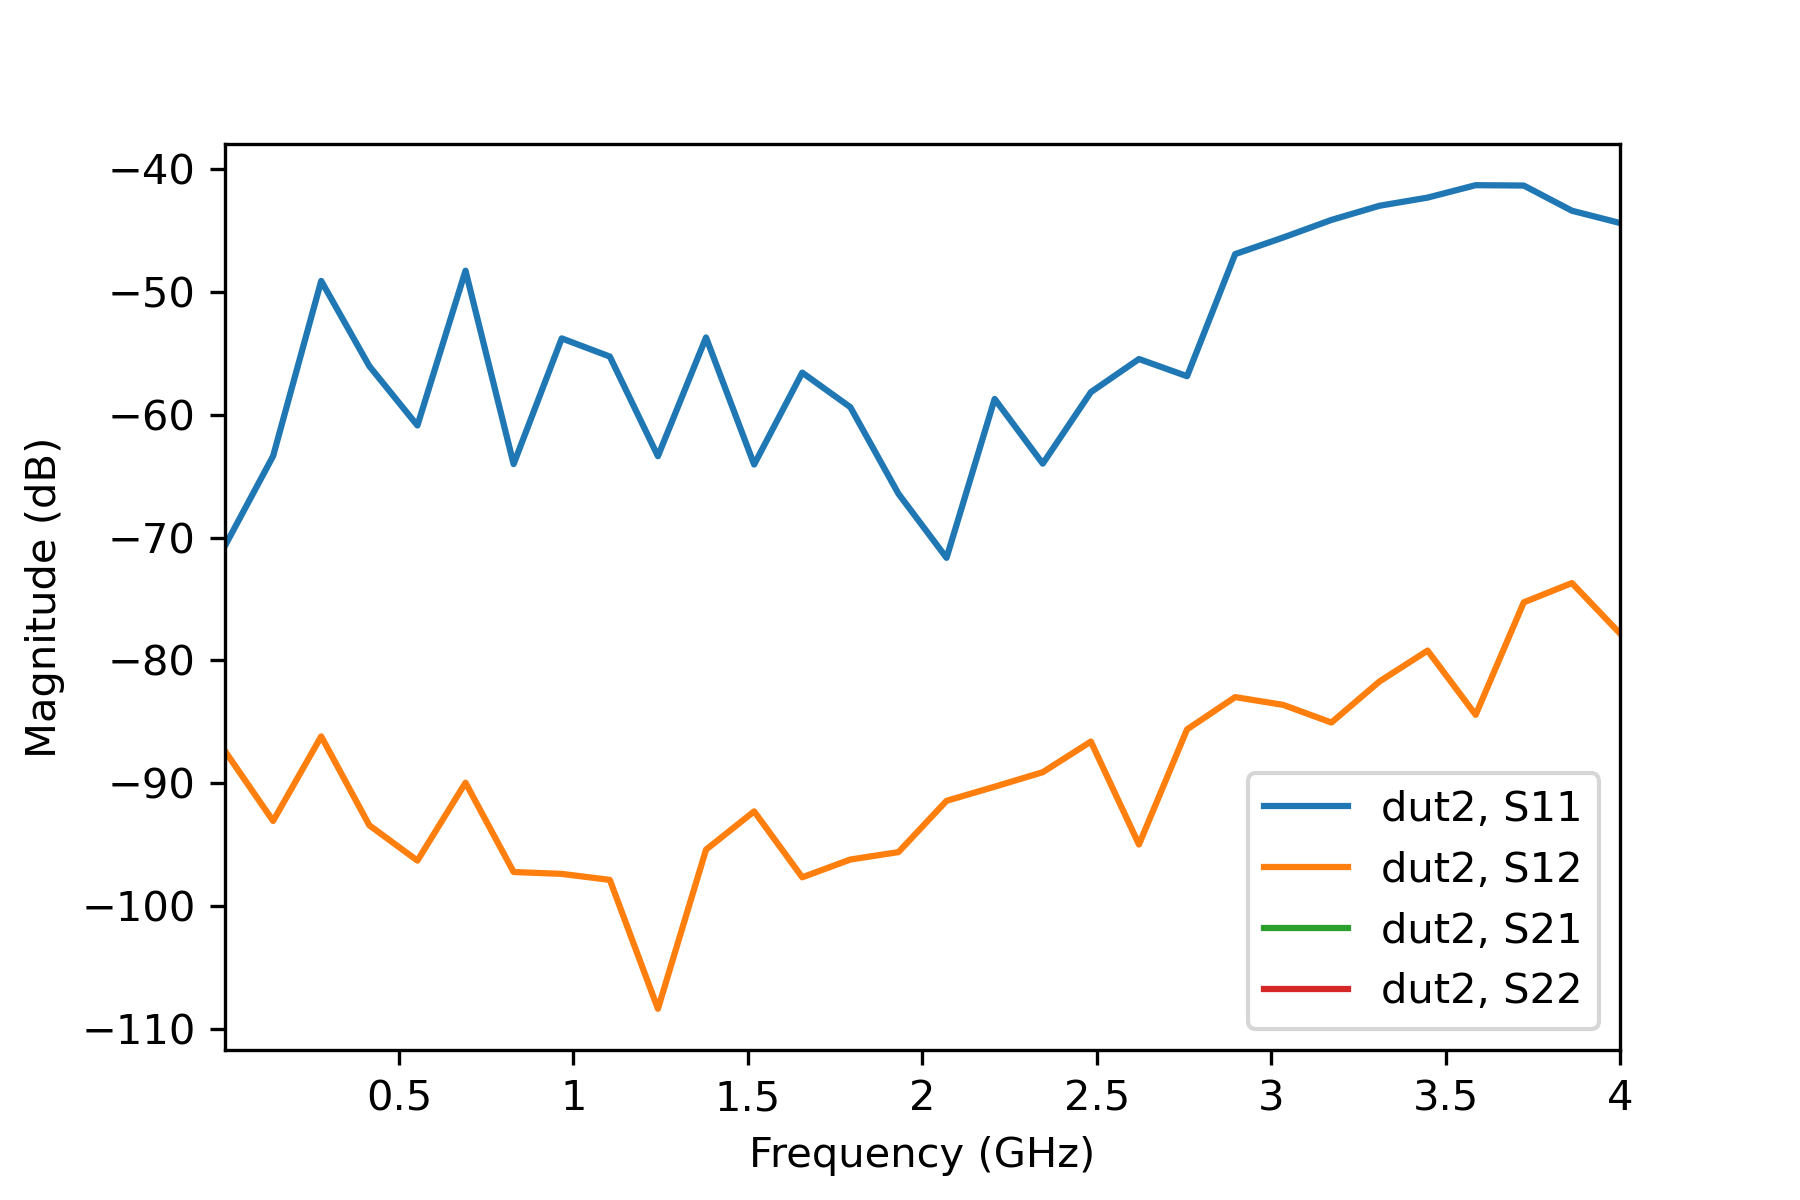 −40
−50
−60
−70
−80
−90
−100
−110
Magnitude (dB)
dut2, S11
dut2, S12
dut2, S21
dut2, S22
0.5 1 1.5 2 2.5 3 3.5 4
Frequency (GHz)